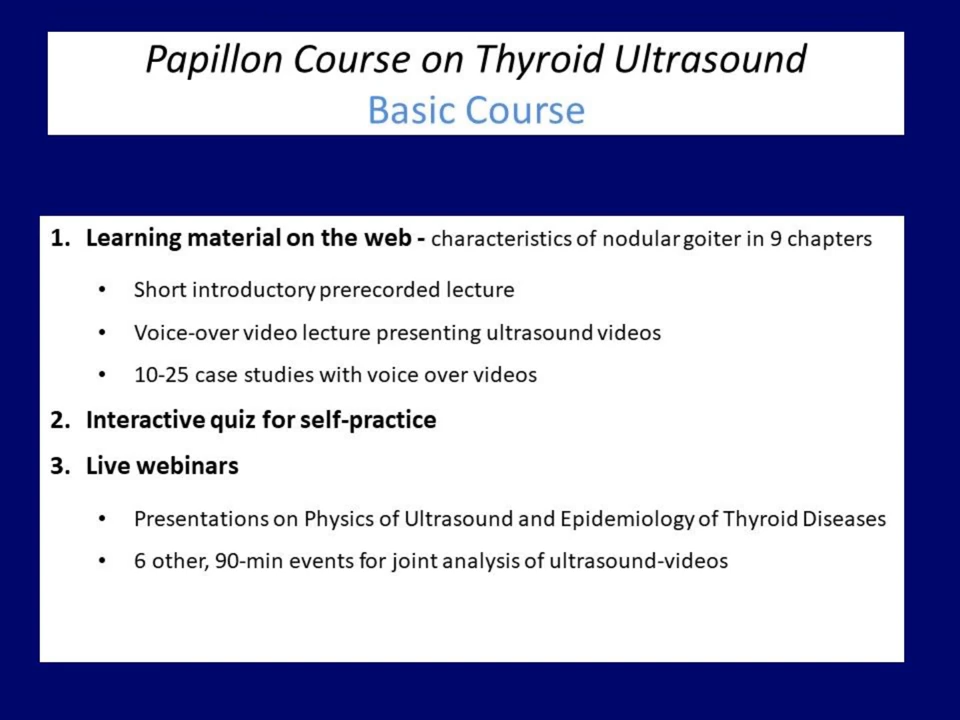 Papillon Course on Thyroid Ultrasound
Basic Course
1. Learning material on the web - characteristics of nodular goiter in 9 chapters
• Short introductory prerecorded lecture
• Voice-over video lecture presenting ultrasound videos
• 10-25 case studies with voice over videos
2. Interactive quiz for self-practice
3. Live webinars
• Presentations on Physics of Ultrasound and Epidemiology of Thyroid Diseases
• 6 other, 90-min events for joint analysis of ultrasound-videos